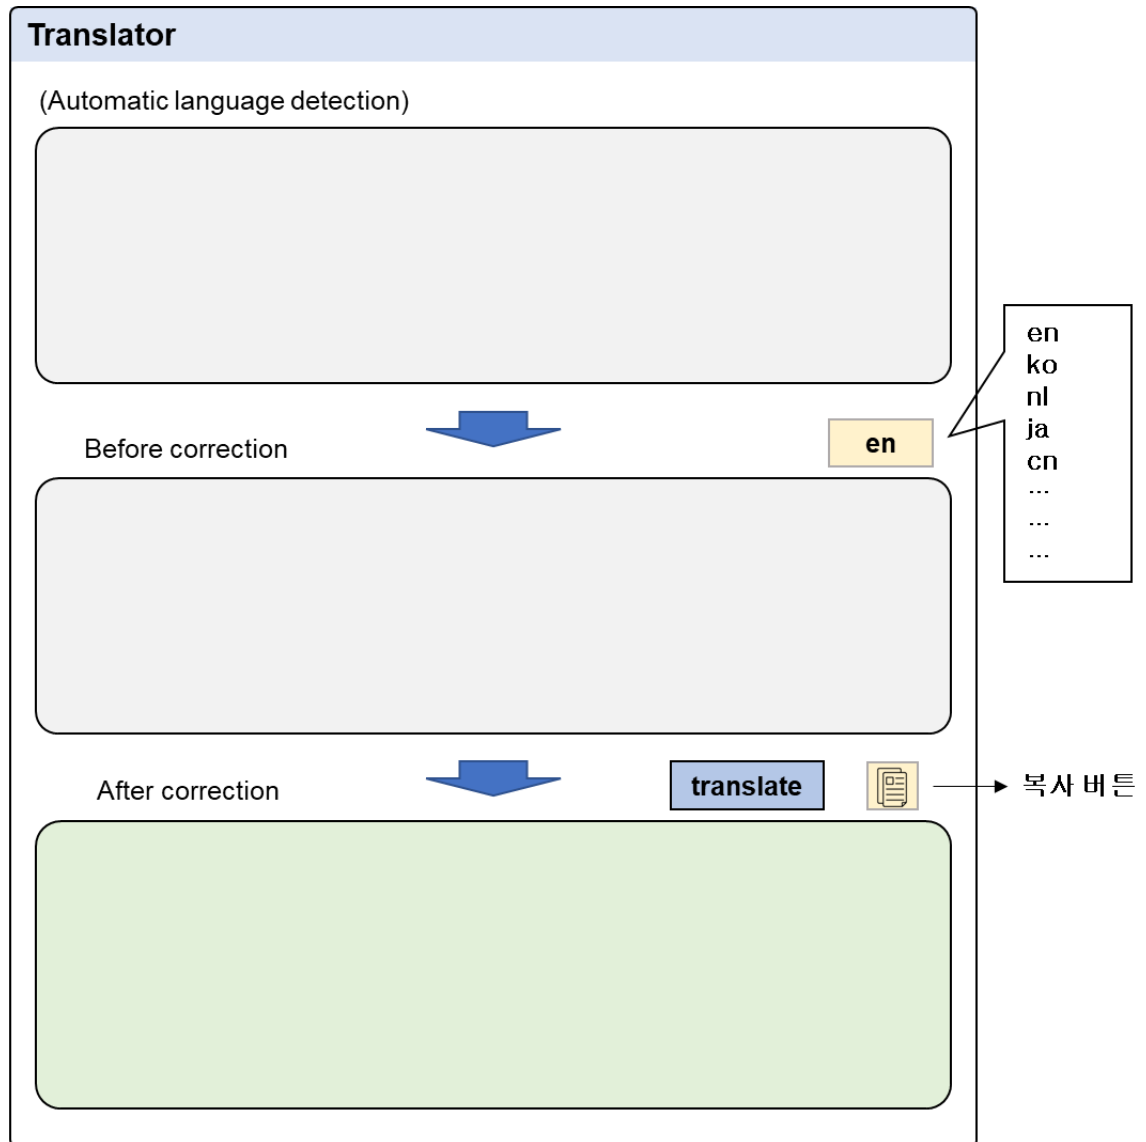 Translator
(Automatic language detection)
en
ko
nl
ja
cn
...
...
...
Before correction
en
After correction
translate
복사 버튼